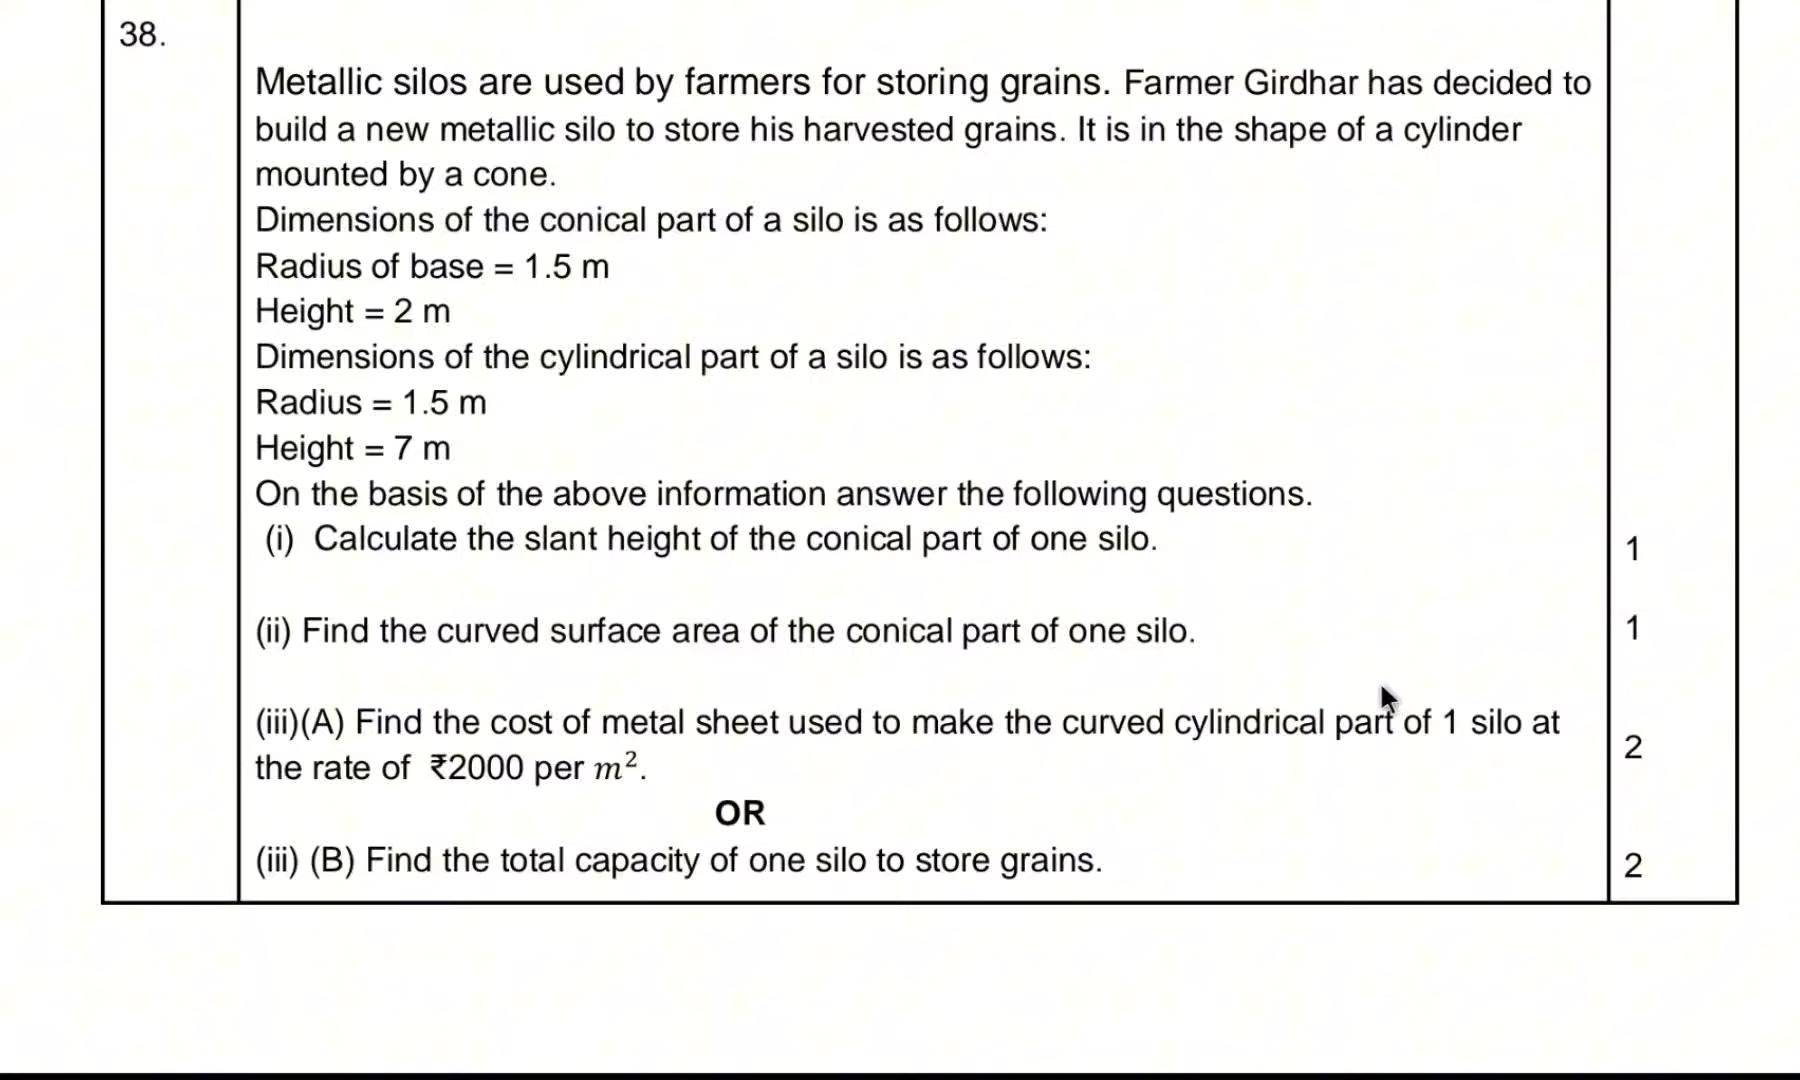 38.
Metallic silos are used by farmers for storing grains. Farmer Girdhar has decided to
build a new metallic silo to store his harvested grains. It is in the shape of a cylinder
mounted by a cone.
Dimensions of the conical part of a silo is as follows:
Radius of base = 1.5 m
Height = 2 m
Dimensions of the cylindrical part of a silo is as follows:
Radius = 1.5 m
Height = 7 m
On the basis of the above information answer the following questions.
(i) Calculate the slant height of the conical part of one silo.
1
(ii) Find the curved surface area of the conical part of one silo.
1
(iii)(A) Find the cost of metal sheet used to make the curved cylindrical part of 1 silo at
the rate of ₹2000 per m².
2
OR
(iii) (B) Find the total capacity of one silo to store grains.
2